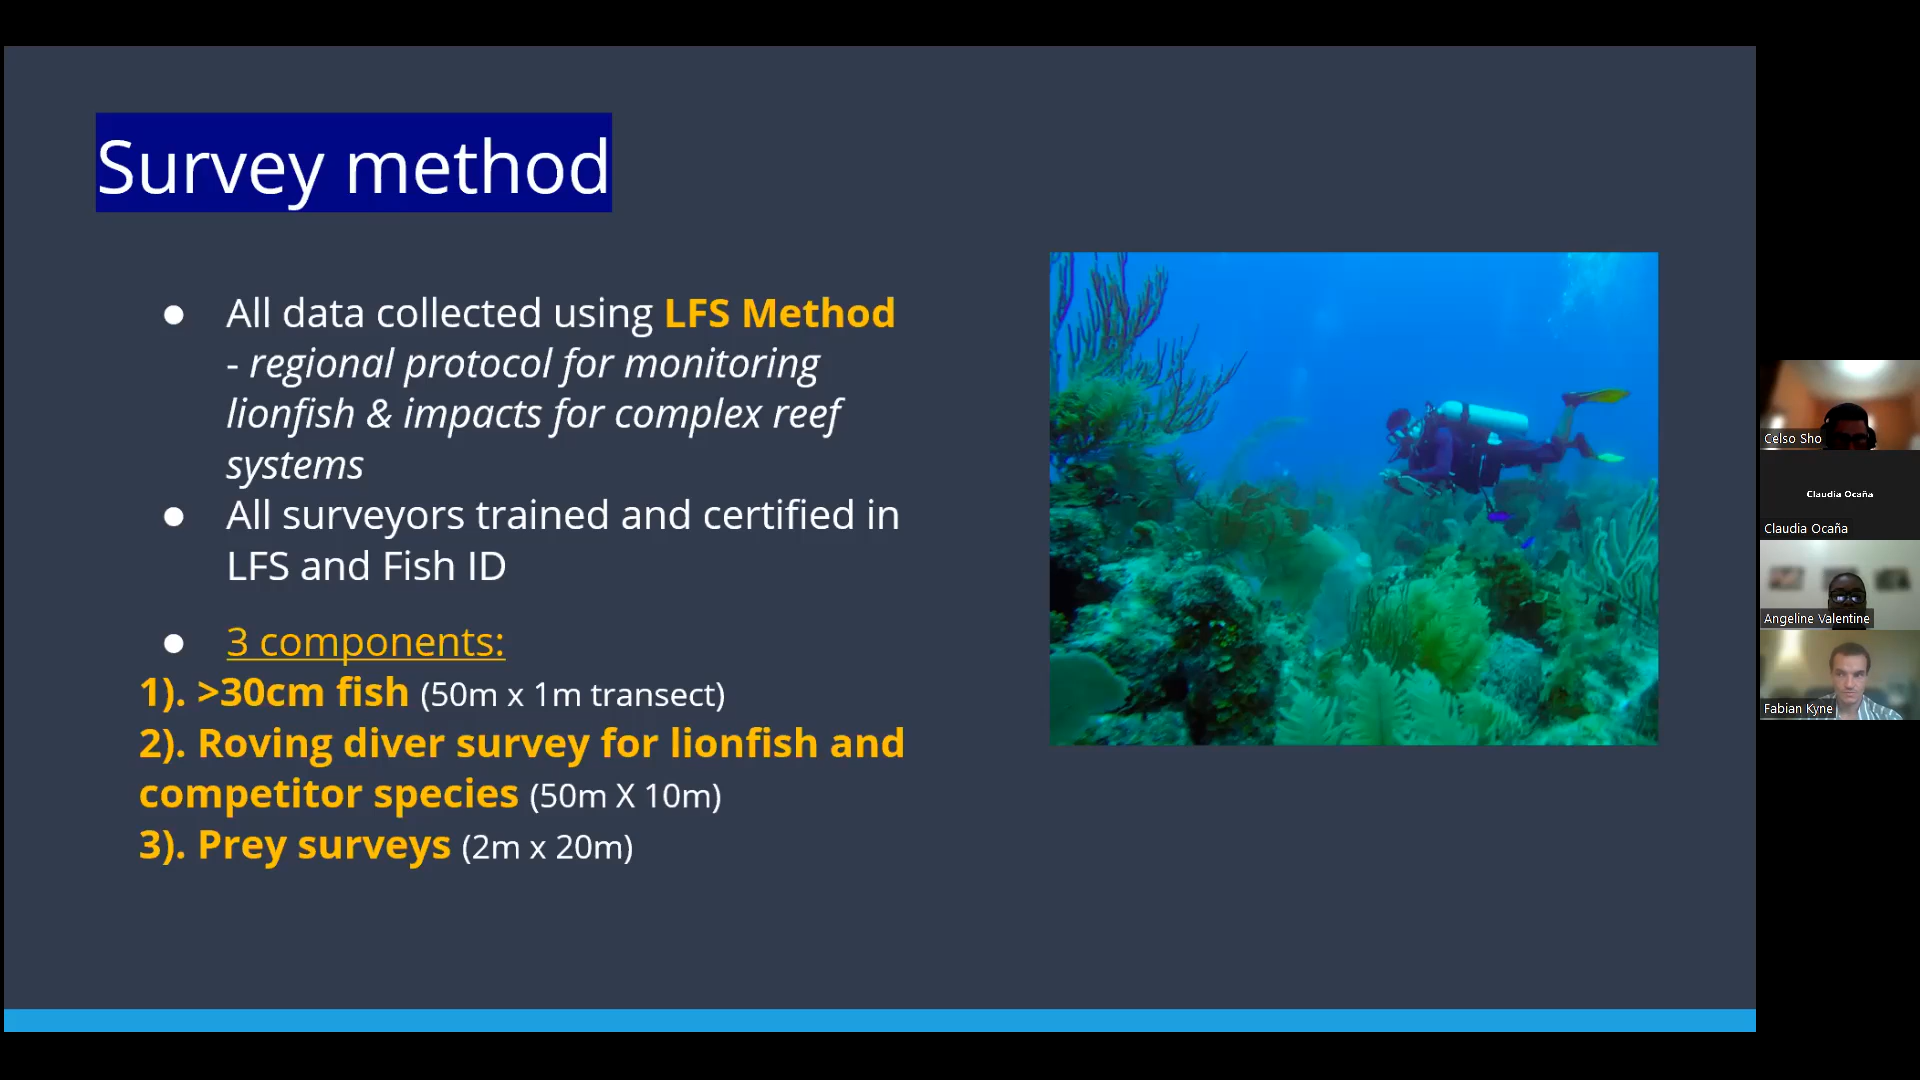 Survey method
● All data collected using LFS Method
- regional protocol for monitoring
lionfish & impacts for complex reef
systems
● All surveyors trained and certified in
LFS and Fish ID
● 3 components:
1). >30cm fish (50m x 1m transect)
2). Roving diver survey for lionfish and
competitor species (50m X 10m)
3). Prey surveys (2m x 20m)
Celso Sho
Claudia Ocaña
Claudia Ocaña
Angeline Valentine
Fabian Kyne